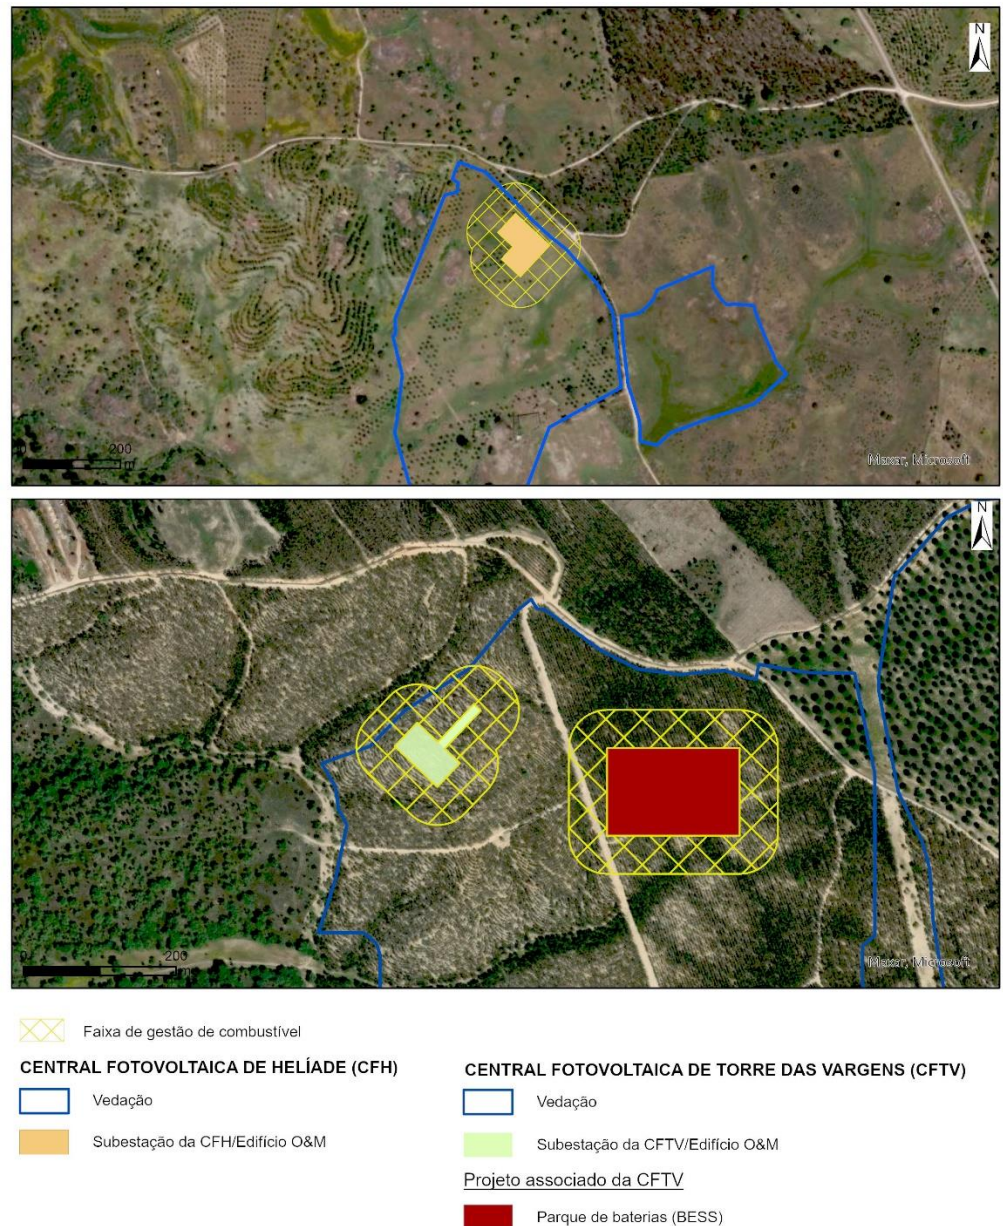 N
0 200
m
Maxar, Microsoft
N
0 200
m
Maxar, Microsoft
Faixa de gestão de combustível
CENTRAL FOTOVOLTAICA DE HELÍADE (CFH)
Vedação
Subestação da CFH/Edifício O&M
CENTRAL FOTOVOLTAICA DE TORRE DAS VARGENS (CFTV)
Vedação
Subestação da CFTV/Edifício O&M
Projeto associado da CFTV
Parque de baterias (BESS)